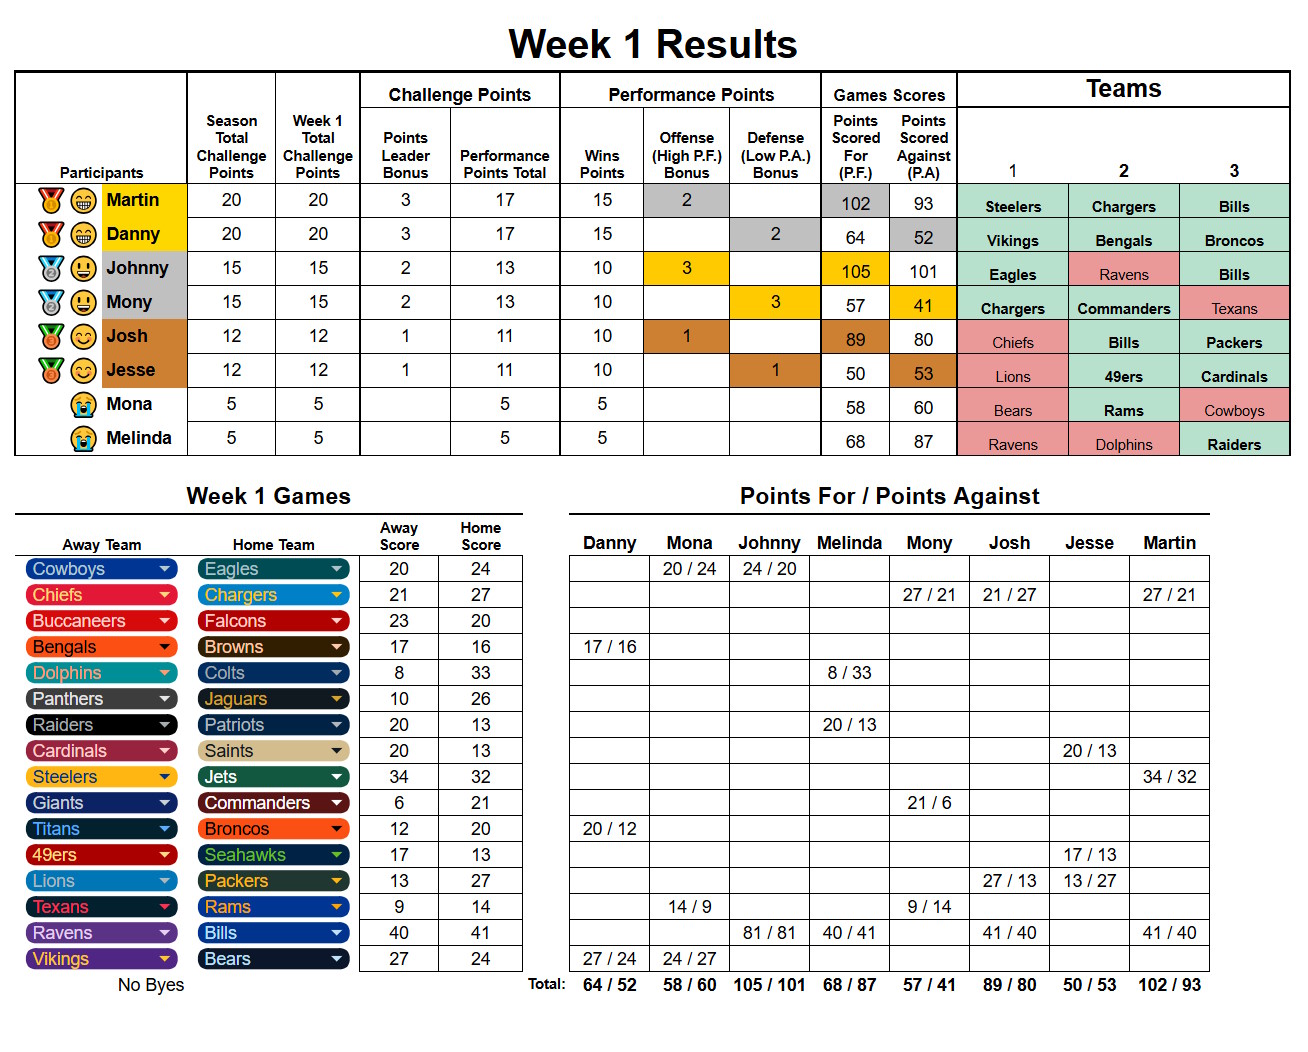 Week 1 Results
Challenge Points Performance Points Games Scores Teams
Participants Season Total Challenge Points Week 1 Total Challenge Points Points Leader Bonus Performance Points Total Wins Points Offense (High P.F.) Bonus Defense (Low P.A.) Bonus Points Scored For (P.F.) Points Scored Against (P.A) 1 2 3
Martin 20 20 3 17 15 2 102 93 Steelers Chargers Bills
Danny 20 20 3 17 15 2 64 52 Vikings Bengals Broncos
Johnny 15 15 2 13 10 3 105 101 Eagles Ravens Bills
Mony 15 15 2 13 10 3 57 41 Chargers Commanders Texans
Josh 12 12 1 11 10 1 89 80 Chiefs Bills Packers
Jesse 12 12 1 11 10 1 50 53 Lions 49ers Cardinals
Mona 5 5 5 5 58 60 Bears Rams Cowboys
Melinda 5 5 5 5 68 87 Ravens Dolphins Raiders
Week 1 Games Points For / Points Against
Away Team Home Team Away Score Home Score Danny Mona Johnny Melinda Mony Josh Jesse Martin
Cowboys Eagles 20 24 20 / 24 24 / 20
Chiefs Chargers 21 27 27 / 21 21 / 27 27 / 21
Buccaneers Falcons 23 20
Bengals Browns 17 16 17 / 16
Dolphins Colts 8 33 8 / 33
Panthers Jaguars 10 26
Raiders Patriots 20 13 20 / 13
Cardinals Saints 20 13 20 / 13
Steelers Jets 34 32 34 / 32
Giants Commanders 6 21 21 / 6
Titans Broncos 12 20 20 / 12
49ers Seahawks 17 13 17 / 13
Lions Packers 13 27 27 / 13 13 / 27
Texans Rams 9 14 14 / 9 9 / 14
Ravens Bills 40 41 81 / 81 40 / 41 41 / 40 41 / 40
Vikings Bears 27 24 27 / 24 24 / 27
No Byes Total: 64 / 52 58 / 60 105 / 101 68 / 87 57 / 41 89 / 80 50 / 53 102 / 93